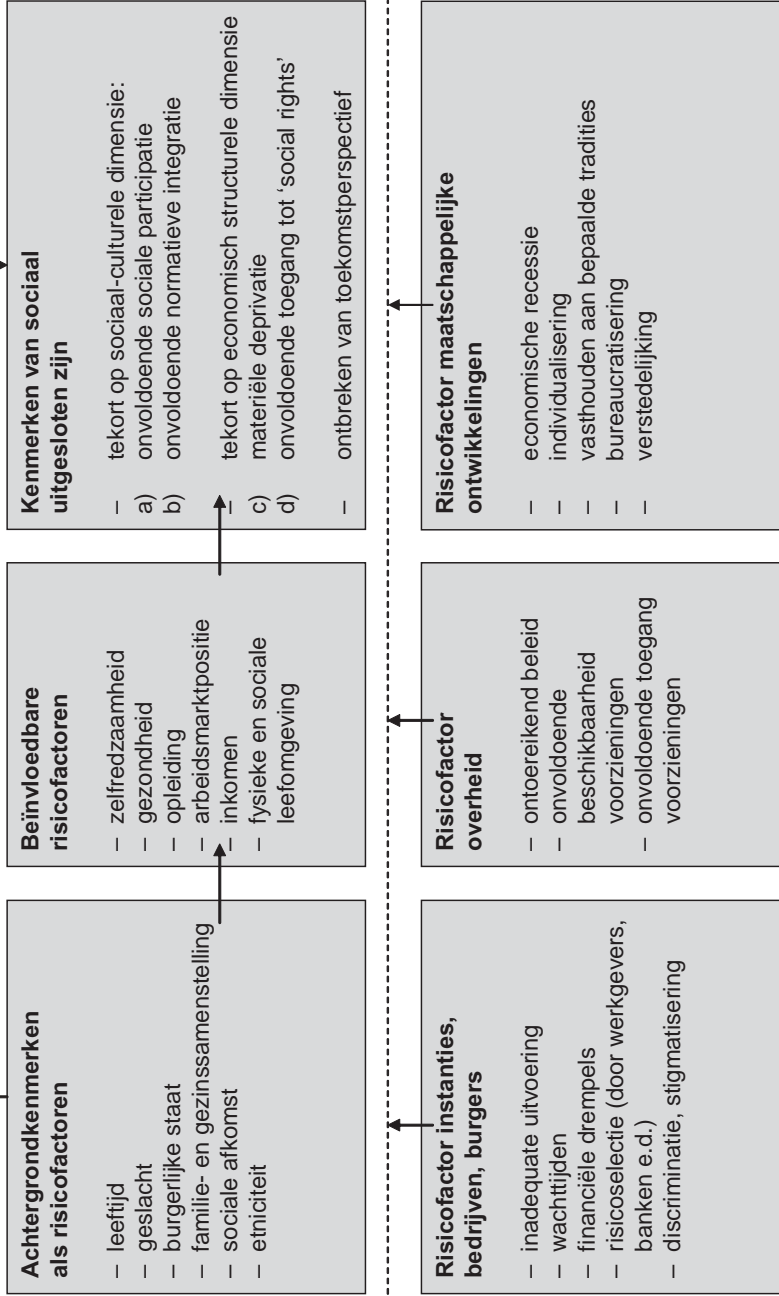 Achtergrondkenmerken
als risicofactoren
– leeftijd
– geslacht
– burgerlijke staat
– familie- en gezinssamenstelling
– sociale afkomst
– etniciteit
Beïnvloedbare
risicofactoren
– zelfredzaamheid
– gezondheid
– opleiding
– arbeidsmarktpositie
– inkomen
– fysieke en sociale
leefomgeving
Kenmerken van sociaal
uitgesloten zijn
– tekort op sociaal-culturele dimensie:
a) onvoldoende sociale participatie
b) onvoldoende normatieve integratie
– tekort op economisch structurele dimensie
c) materiële deprivatie
d) onvoldoende toegang tot ‘social rights’
– ontbreken van toekomstperspectief
Risicofactor instanties,
bedrijven, burgers
– inadequate uitvoering
– wachttijden
– financiële drempels
– risicoselectie (door werkgevers,
banken e.d.)
– discriminatie, stigmatisering
Risicofactor
overheid
– ontoereikend beleid
– onvoldoende
beschikbaarheid
voorzieningen
– onvoldoende toegang
voorzieningen
Risicofactor maatschappelijke
ontwikkelingen
– economische recessie
– individualisering
– vasthouden aan bepaalde tradities
– bureaucratisering
– verstedelijking